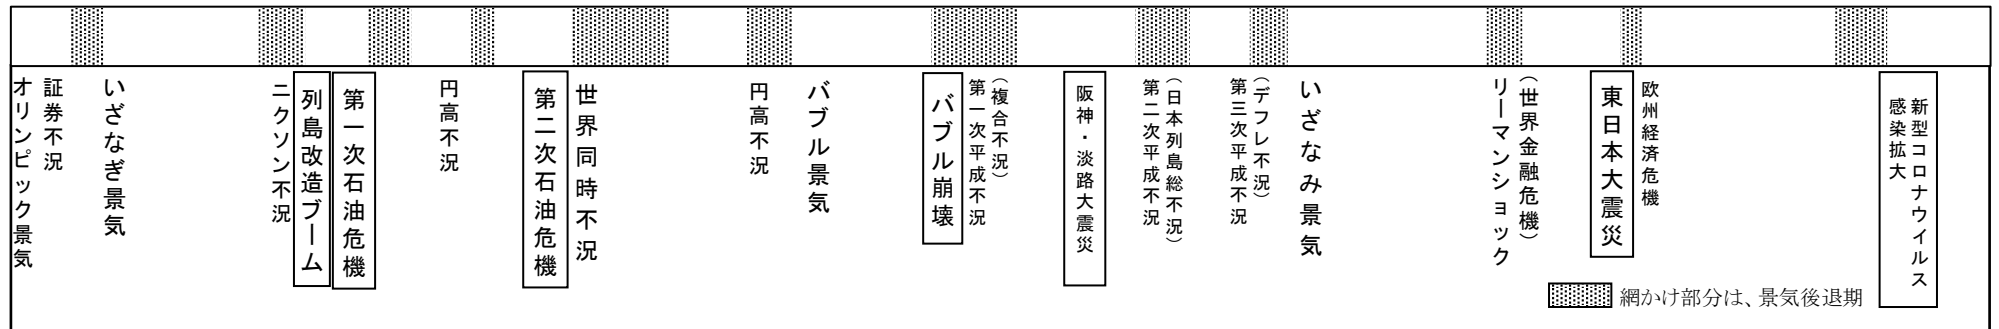 オリンピック景気
証券不況
いざなぎ景気
ニクソン不況
列島改造ブーム
第一次石油危機
円高不況
第二次石油危機
世界同時不況
円高不況
バブル景気
バブル崩壊
第一次平成不況
（複合不況）
阪神・淡路大震災
第二次平成不況
（日本列島総不況）
第三次平成不況
（デフレ不況）
いざなみ景気
リーマンショック
（世界金融危機）
東日本大震災
欧州経済危機
新型コロナウイルス
感染拡大
網かけ部分は、景気後退期